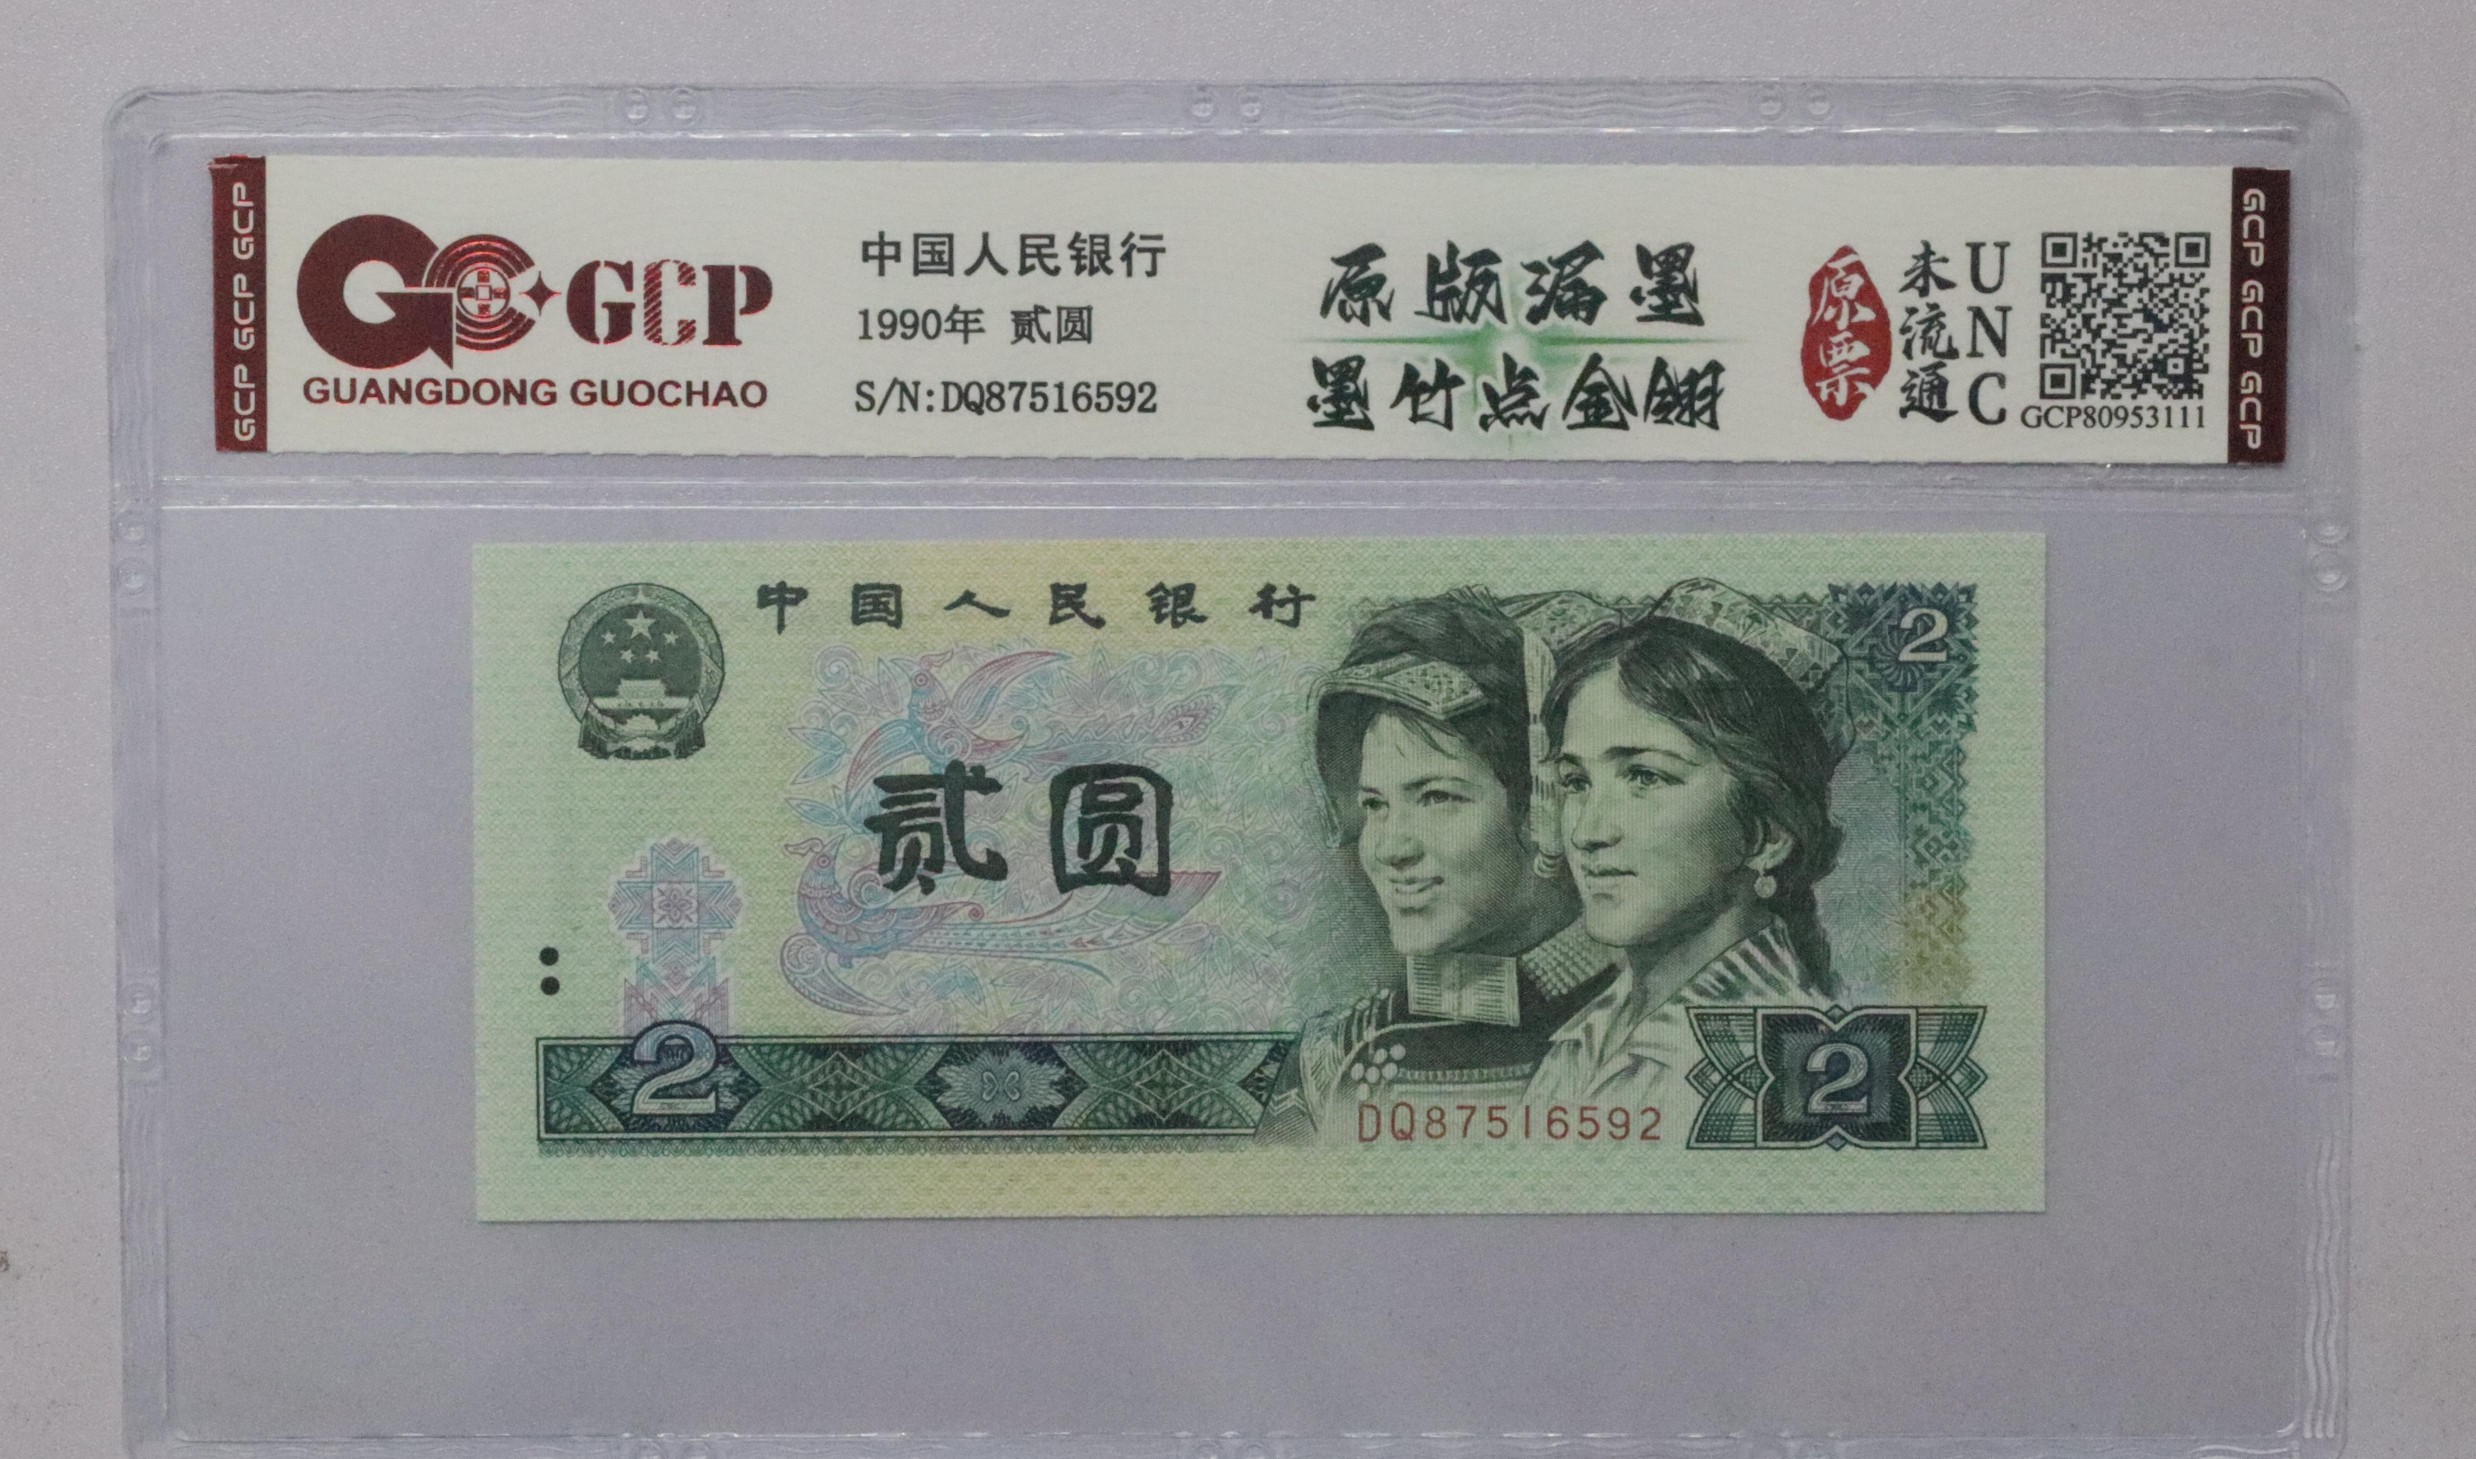 GCP GCP GCP
GCP
GUANGDONG GUOCHAO
中国人民银行
1990年 贰圆
S/N:DQ87516592
原版漏墨
墨竹点金翎
原票
未流通
UNC
GCP80953111
GCP GCP GCP
中国人民银行
2
贰圆
2
DQ87516592
2